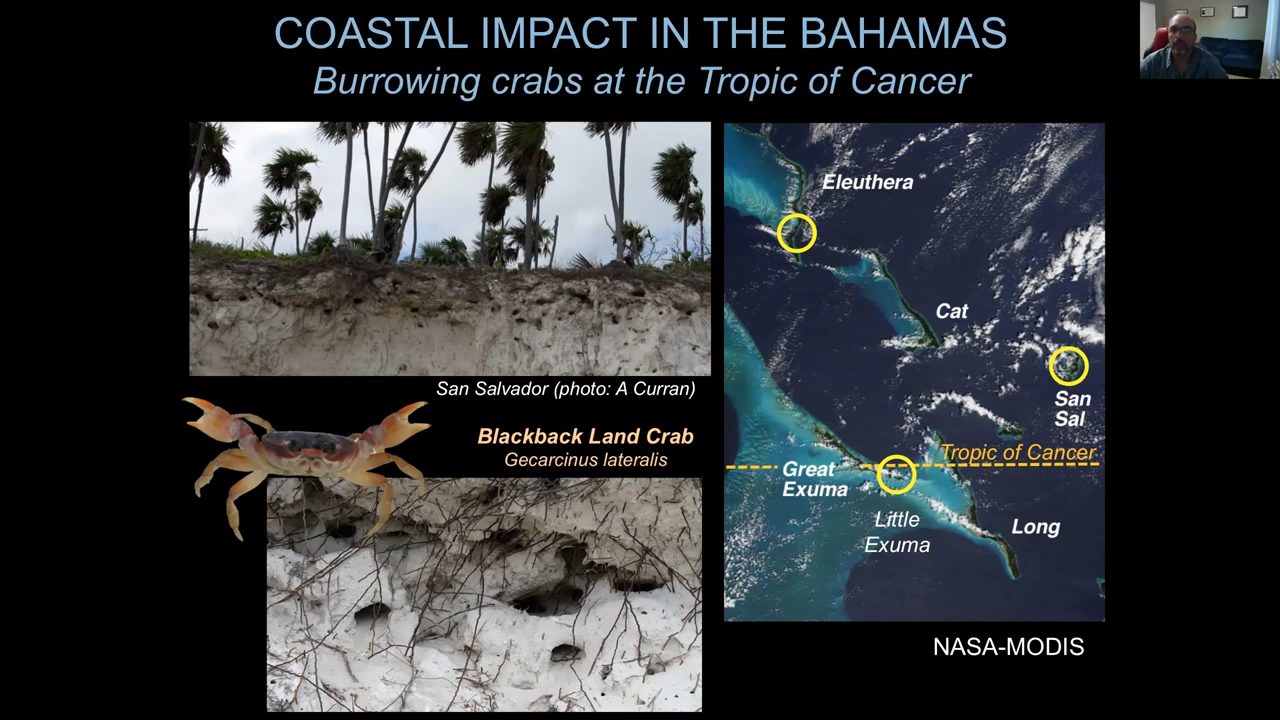 COASTAL IMPACT IN THE BAHAMAS
Burrowing crabs at the Tropic of Cancer
San Salvador (photo: A Curran)
Blackback Land Crab
Gecarcinus lateralis
Eleuthera
Cat
San
Sal
Tropic of Cancer
Great
Exuma
Little
Exuma
Long
NASA-MODIS